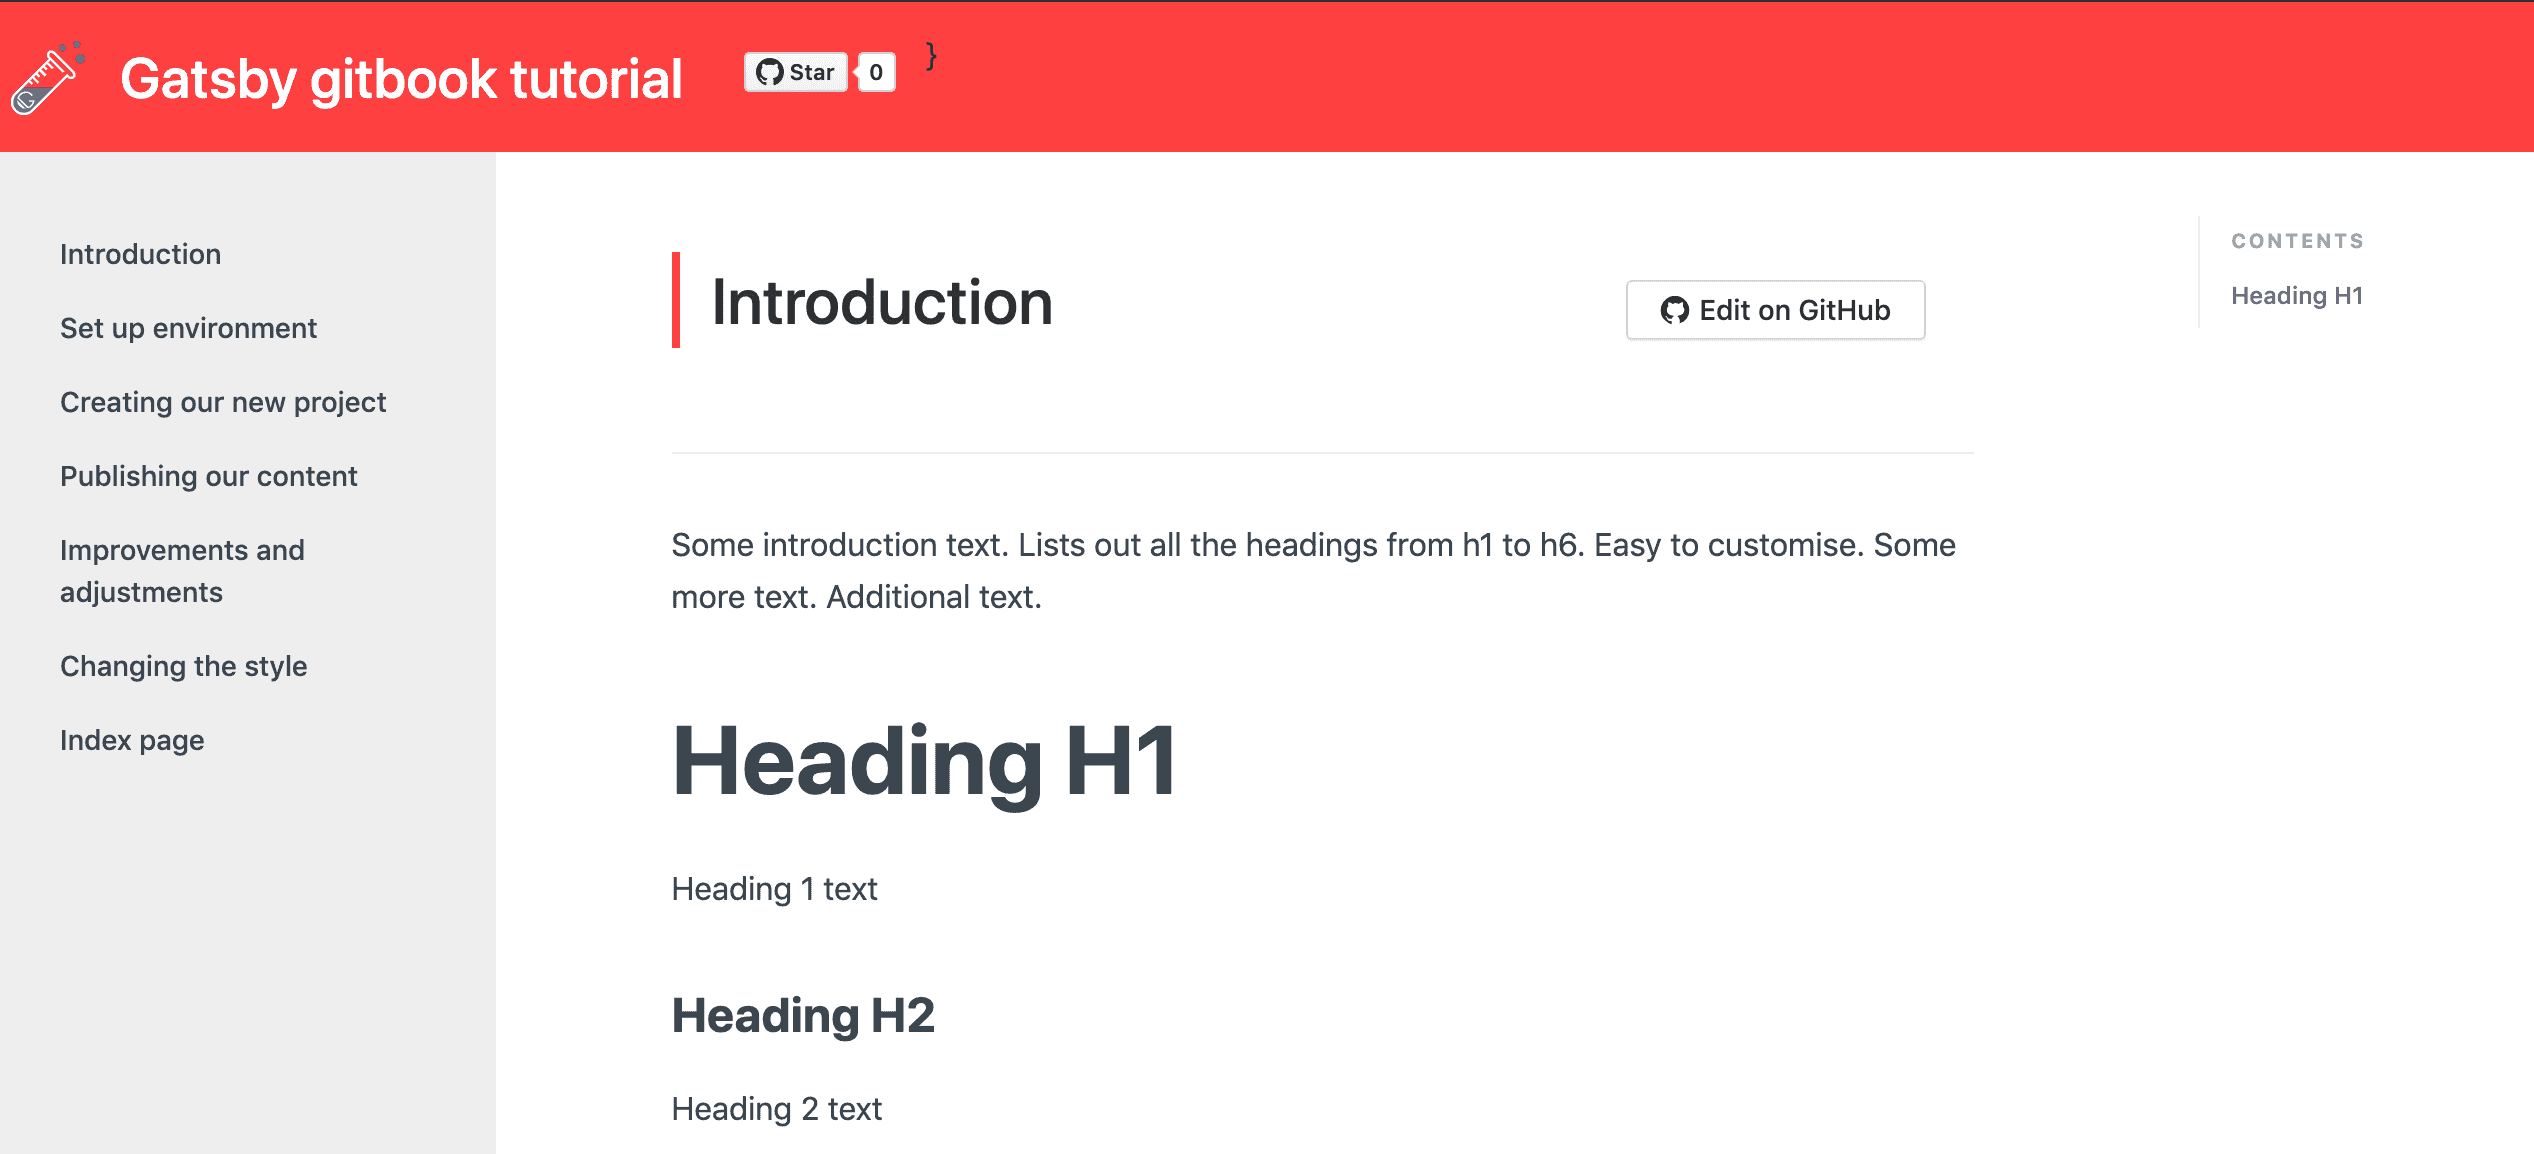 Gatsby gitbook tutorial
Star
0
}
Introduction
Set up environment
Creating our new project
Publishing our content
Improvements and
adjustments
Changing the style
Index page
Introduction
Edit on GitHub
Some introduction text. Lists out all the headings from h1 to h6. Easy to customise. Some
more text. Additional text.
Heading H1
Heading 1 text
Heading H2
Heading 2 text
CONTENTS
Heading H1